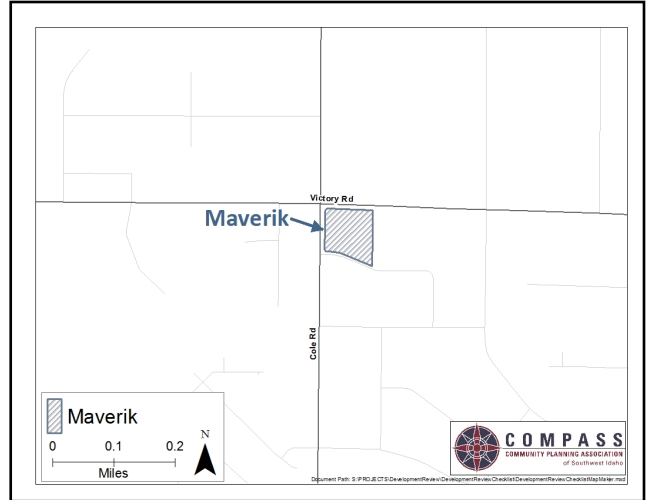 Victory Rd
Maverik
Cole Rd
Maverik
0 0.1 0.2
Miles
N
COMPASS
COMMUNITY PLANNING ASSOCIATION
of Southwest Idaho
Document Path: S:\PROJECTS\DevelopmentReview\DevelopmentReviewChecklist\DevelopmentReviewChecklistMapMaker.mxd